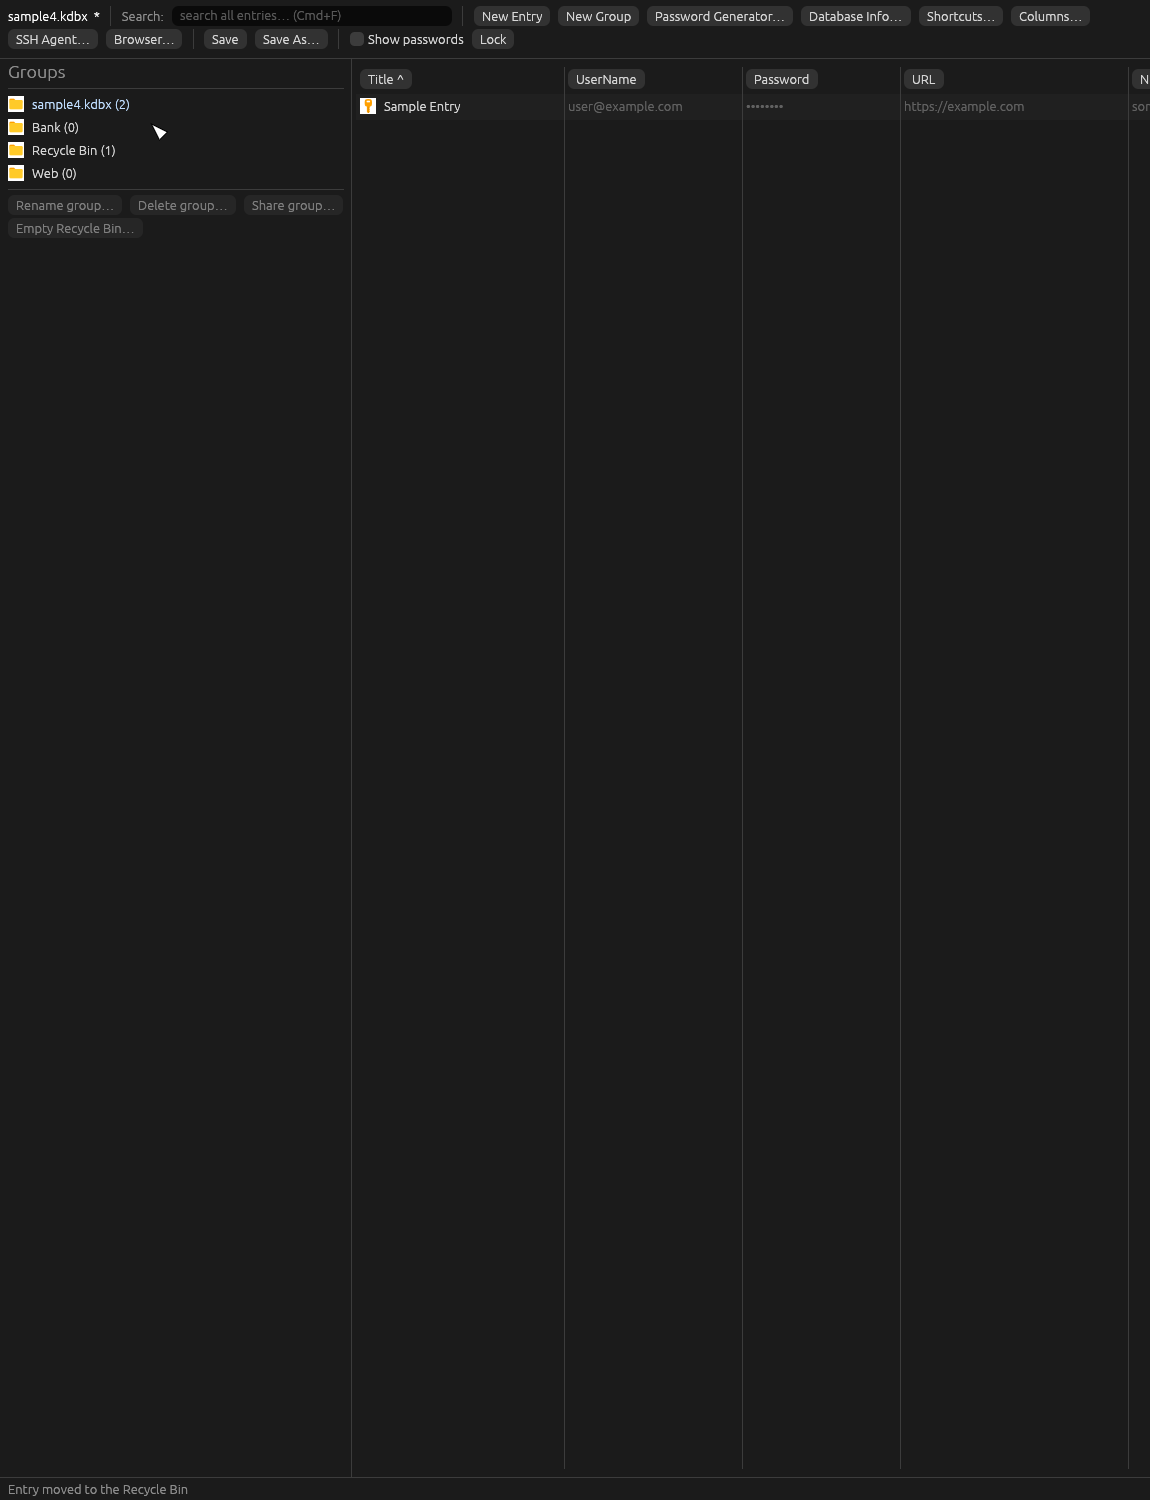 sample4.kdbx * Search: search all entries... (Cmd+F) New Entry New Group Password Generator... Database Info... Shortcuts... Columns...
SSH Agent... Browser... Save Save As... Show passwords Lock
Groups
sample4.kdbx (2)
Bank (0)
Recycle Bin (1)
Web (0)
Rename group... Delete group... Share group...
Empty Recycle Bin...
Title ^ UserName Password URL
Sample Entry user@example.com •••••••• https://example.com
Entry moved to the Recycle Bin